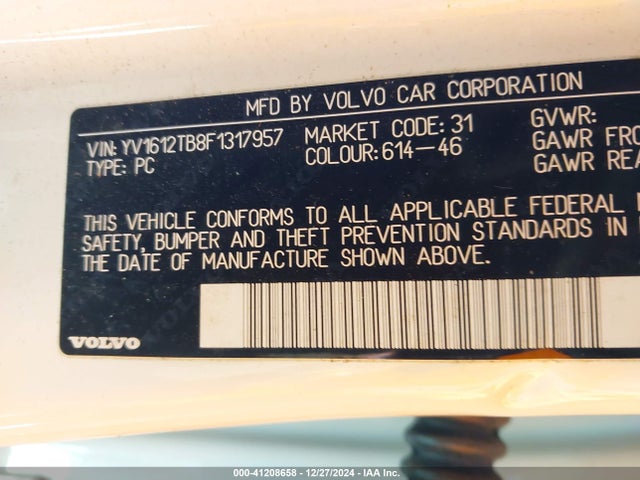 MFD BY VOLVO CAR CORPORATION
VIN: YV1612TB8F1317957 MARKET CODE: 31 GVWR:
TYPE: PC COLOUR: 614-46 GAWR FRO
GAWR REA
THIS VEHICLE CONFORMS TO ALL APPLICABLE FEDERAL
SAFETY, BUMPER AND THEFT PREVENTION STANDARDS IN
THE DATE OF MANUFACTURE SHOWN ABOVE.
VOLVO
000-41208658 - 12/27/2024 - IAA Inc.